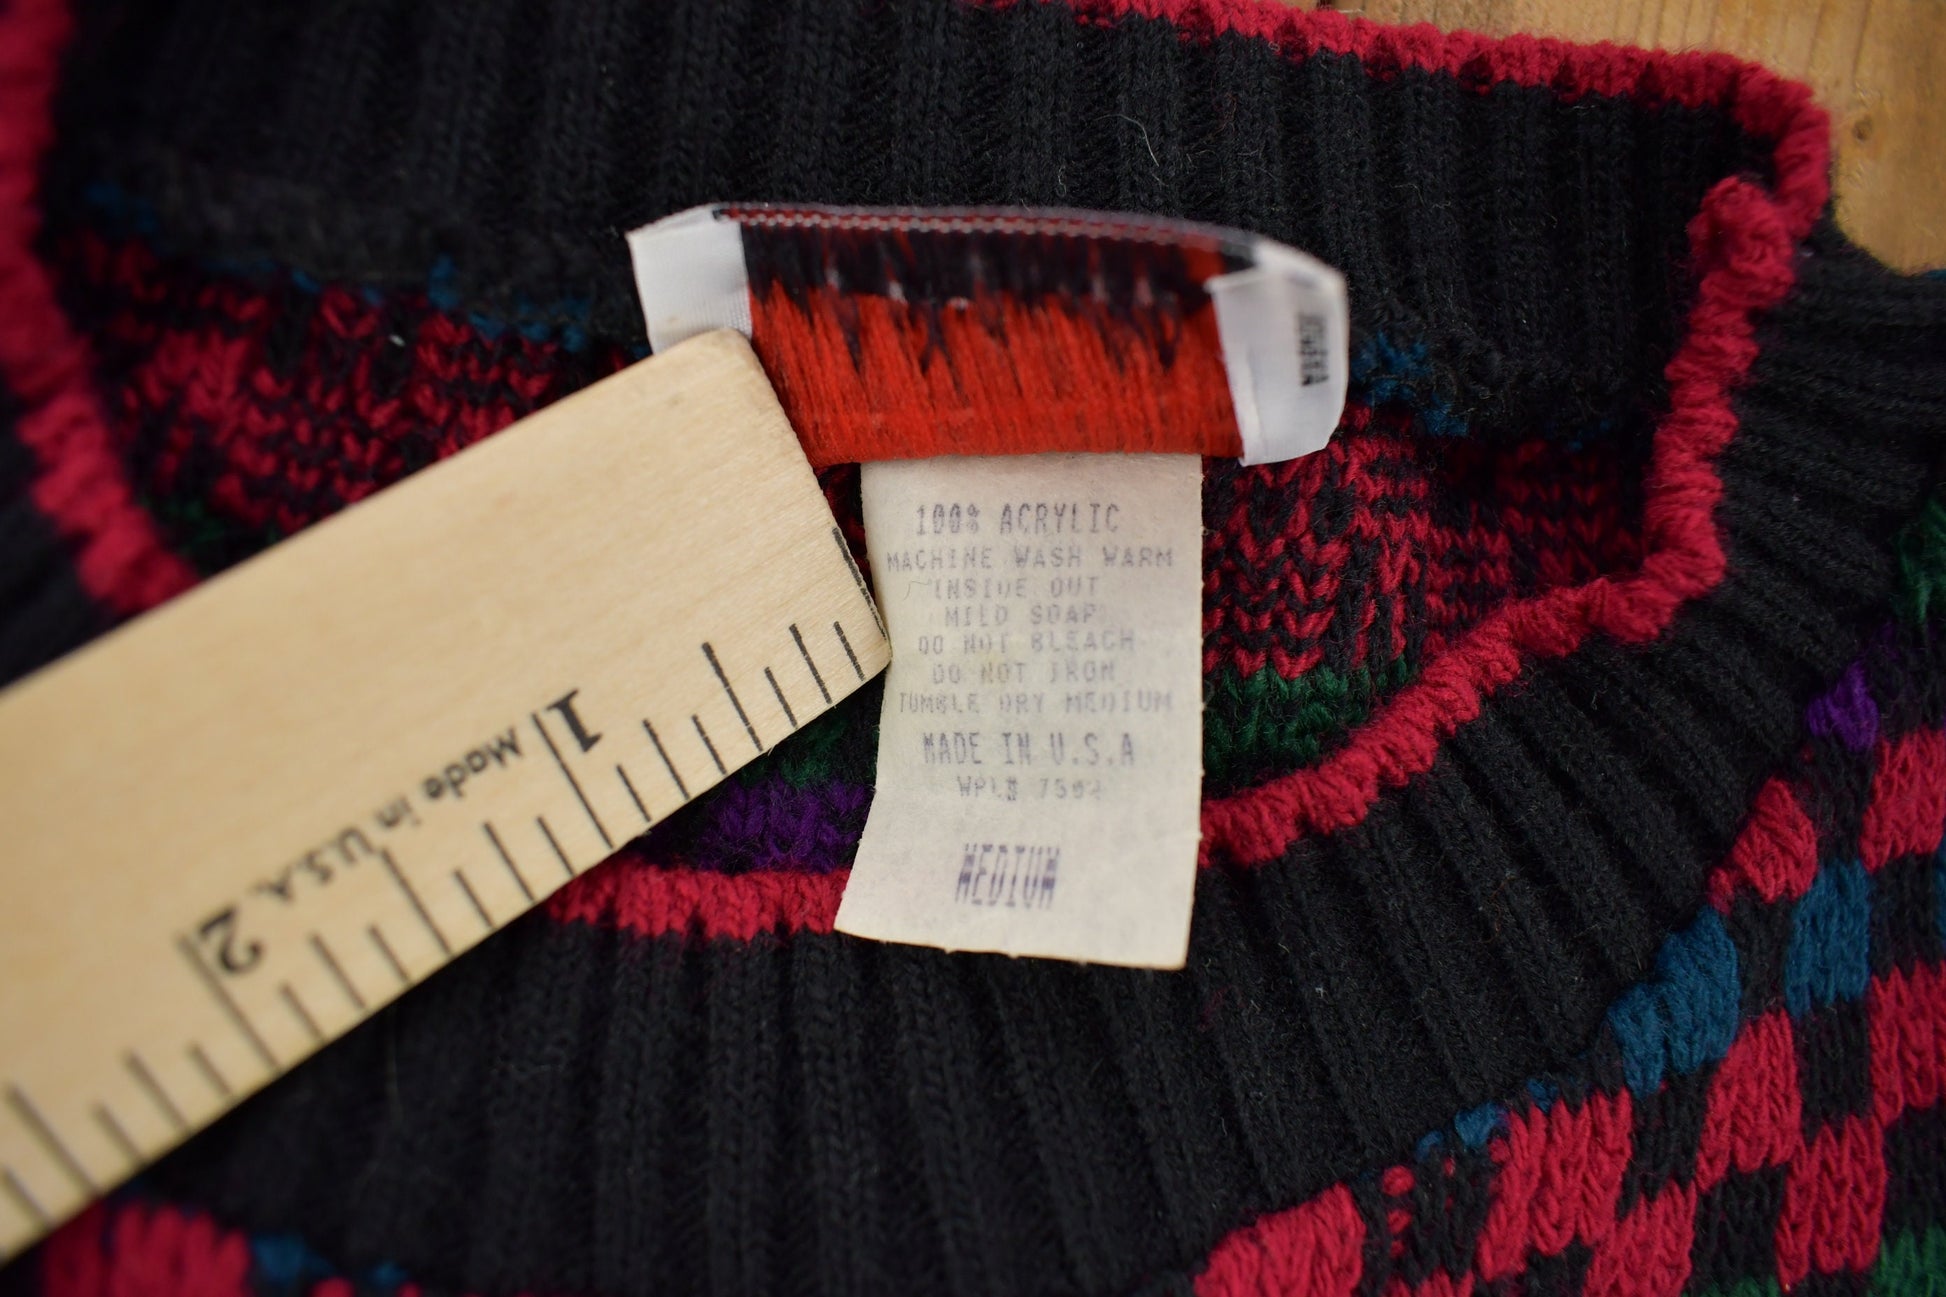 100% ACRYLIC
MACHINE WASH WARM
INSIDE OUT
MILD SOAP
DO NOT BLEACH
DO NOT IRON
TUMBLE DRY MEDIUM
MADE IN U.S.A
WPL#
MEDIUM
1
Made in U.S.A.
2